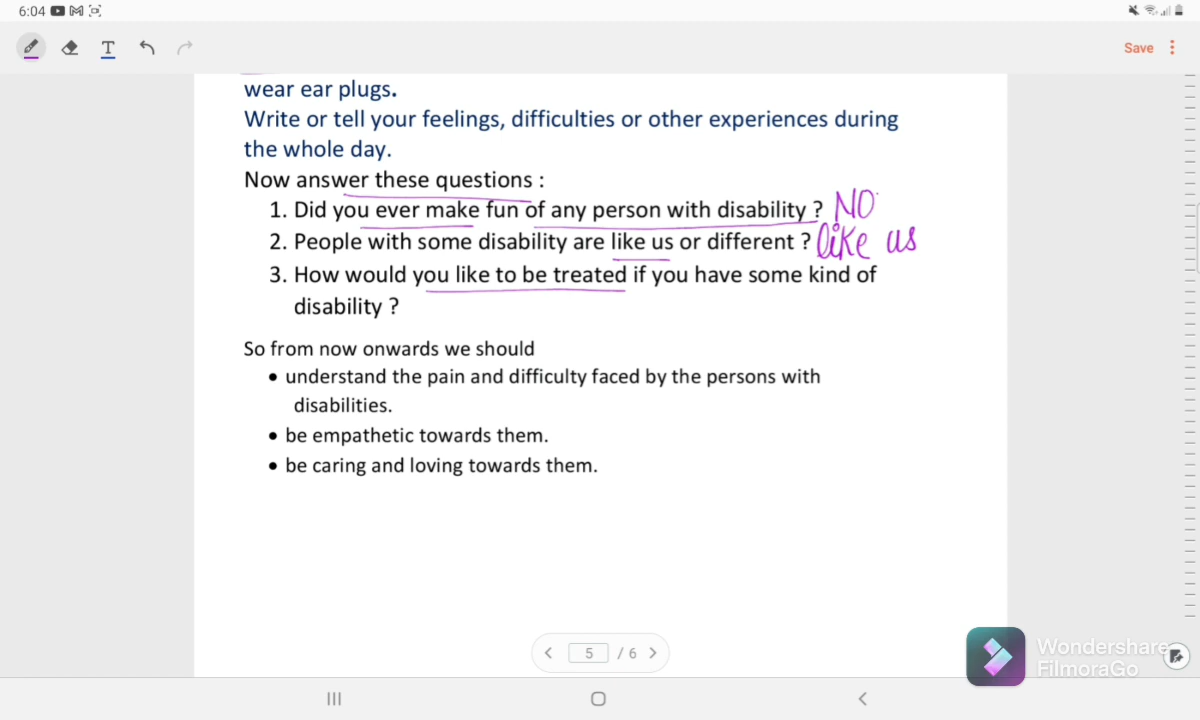 6:04
Save
wear ear plugs.
Write or tell your feelings, difficulties or other experiences during
the whole day.
Now answer these questions :
1. Did you ever make fun of any person with disability ? NO
2. People with some disability are like us or different ? like us
3. How would you like to be treated if you have some kind of
disability ?
So from now onwards we should
• understand the pain and difficulty faced by the persons with
disabilities.
• be empathetic towards them.
• be caring and loving towards them.
5 / 6
Wondershare
FilmoraGo